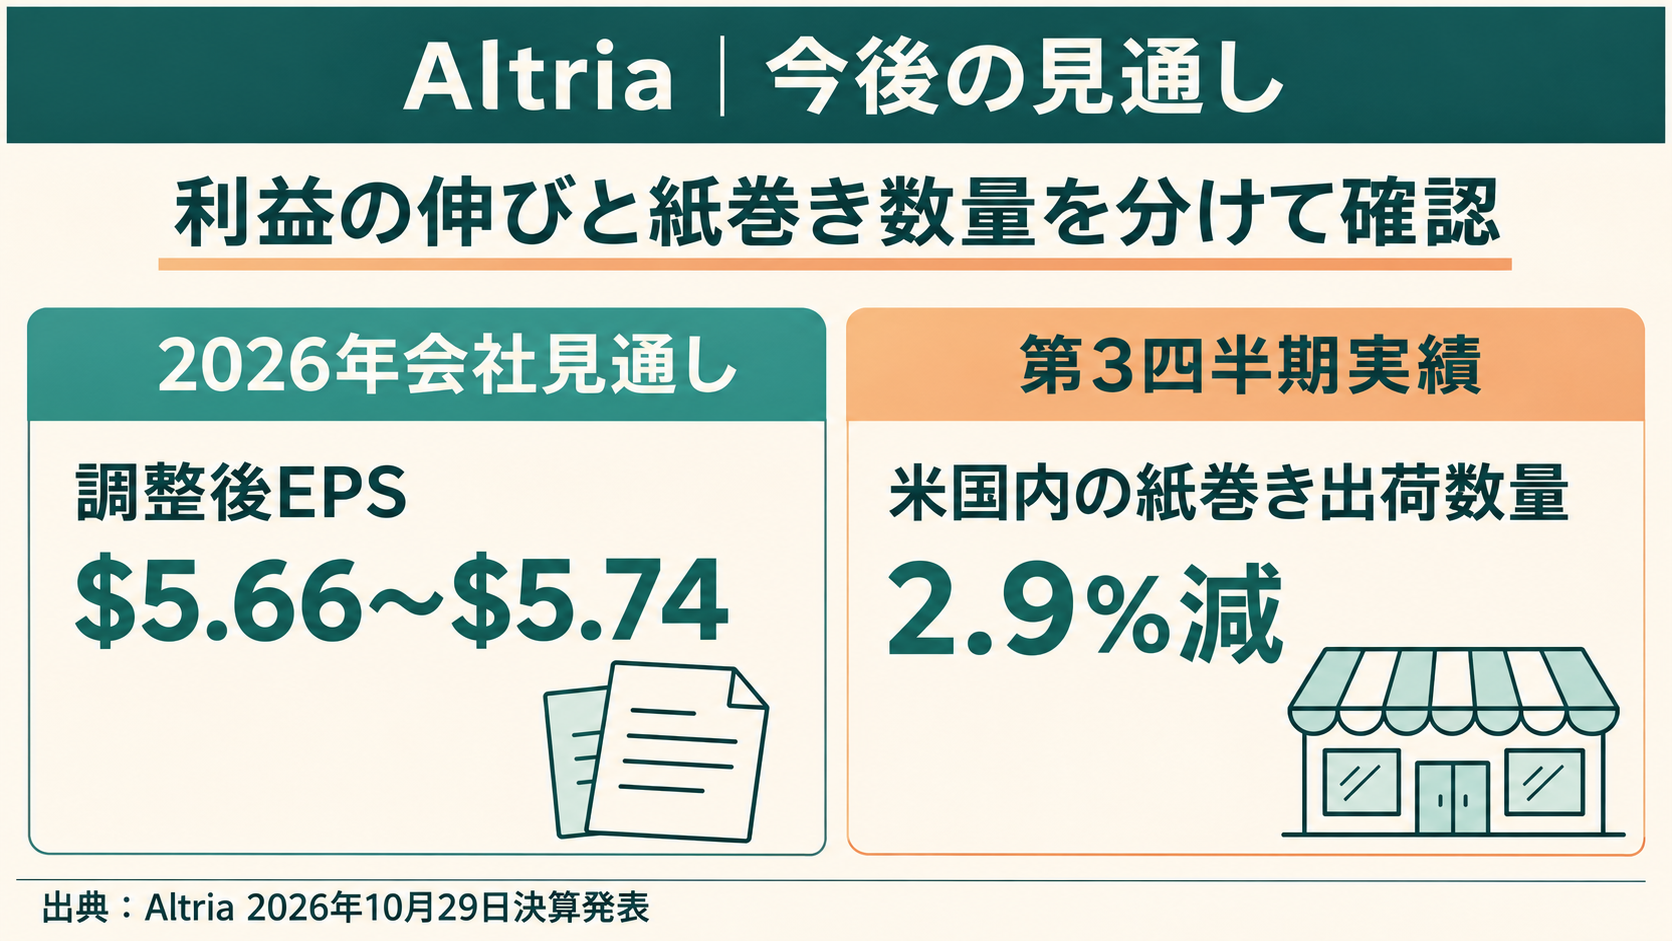 Altria｜今後の見通し
利益の伸びと紙巻き数量を分けて確認
2026年会社見通し
調整後EPS
$5.66～$5.74
第3四半期実績
米国内の紙巻き出荷数量
2.9%減
出典：Altria 2026年10月29日決算発表